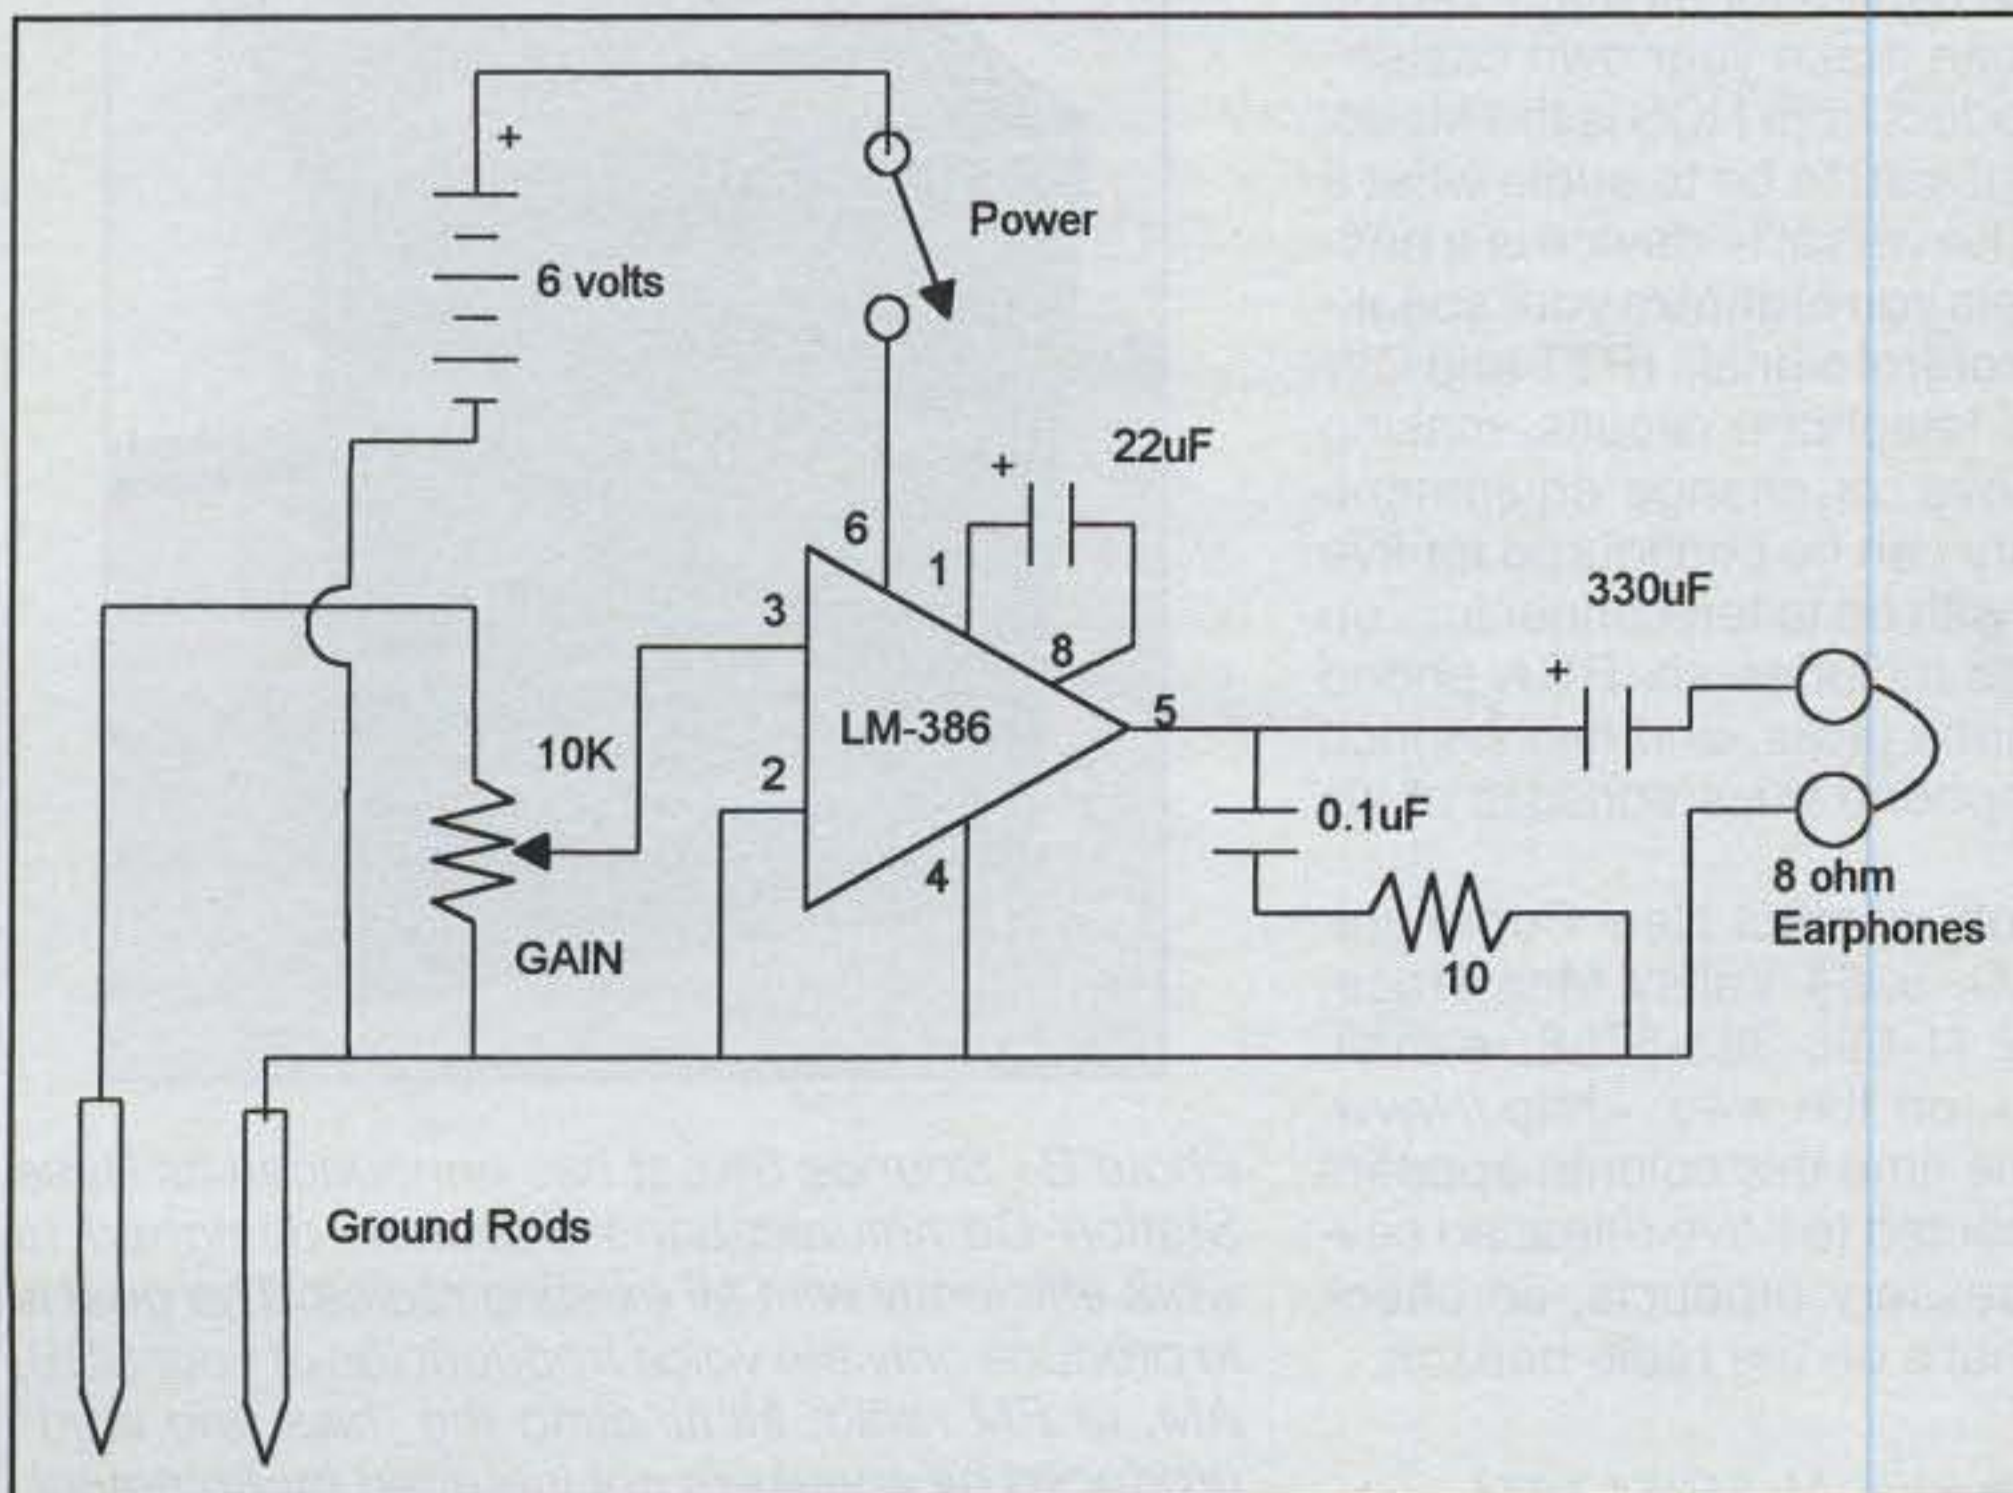 +
Power
6 volts
22uF
+
6
1
330uF
3
8
+
5
LM-386
10K
2
0.1uF
4
8 ohm
Earphones
GAIN
10
Ground Rods